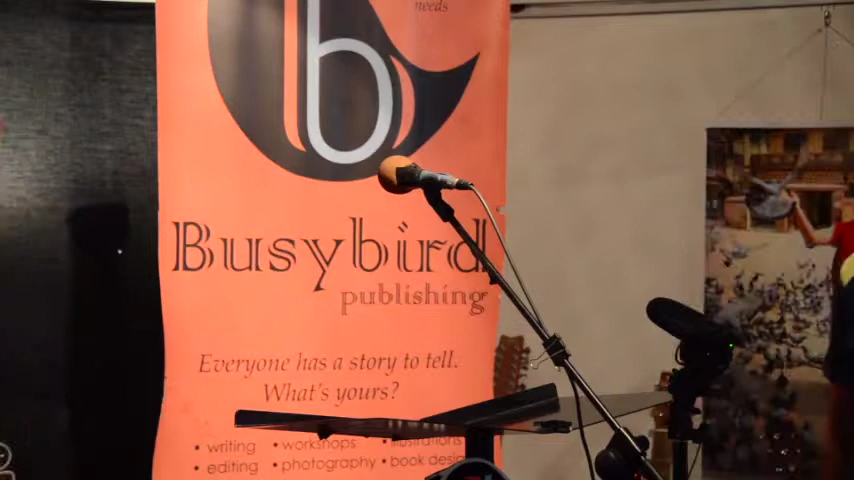 needs
b
Busybird
publishing
Everyone has a story to tell.
What's yours?
• writing • workshops • illustrations
• editing • photography • book design